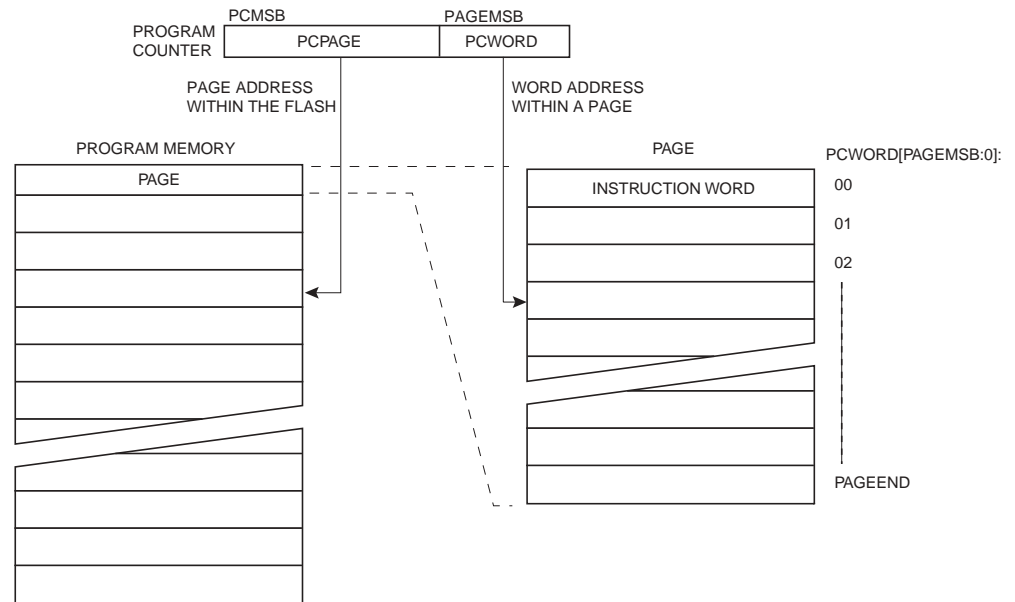 PCMSB
PAGEMSB
PROGRAM
COUNTER
PCPAGE
PCWORD
PAGE ADDRESS
WITHIN THE FLASH
WORD ADDRESS
WITHIN A PAGE
PROGRAM MEMORY
PAGE
PAGE
PCWORD[PAGEMSB:0]:
INSTRUCTION WORD
00
01
02
PAGEEND